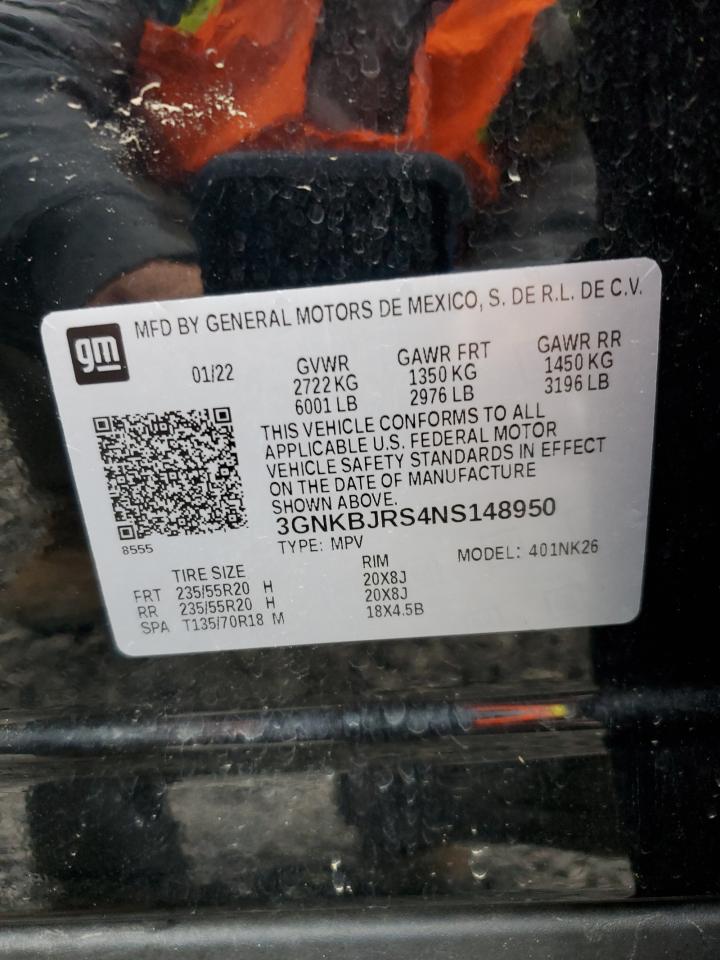 gm
MFD BY GENERAL MOTORS DE MEXICO, S. DE R.L. DE C.V.
01/22
GVWR GAWR FRT GAWR RR
2722 KG 1350 KG 1450 KG
6001 LB 2976 LB 3196 LB
THIS VEHICLE CONFORMS TO ALL
APPLICABLE U.S. FEDERAL MOTOR
VEHICLE SAFETY STANDARDS IN EFFECT
ON THE DATE OF MANUFACTURE
SHOWN ABOVE.
3GNKBJRS4NS148950
8555
TYPE: MPV MODEL: 401NK26
TIRE SIZE RIM
FRT 235/55R20 H 20X8J
RR 235/55R20 H 20X8J
SPA T135/70R18 M 18X4.5B